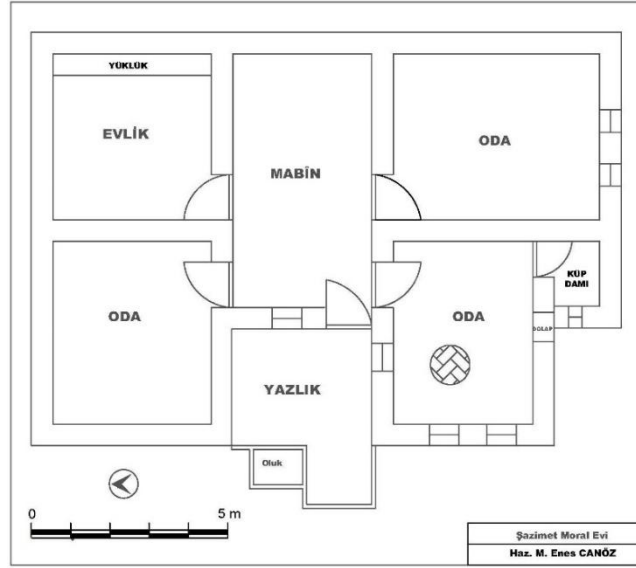 YÜKLÜK
EVLİK
MABİN
ODA
ODA
YAZLIK
ODA
KÜP
DAMI
DOLAP
Oluk
0
5 m
Şazimet Moral Evi
Haz. M. Enes CANÖZ